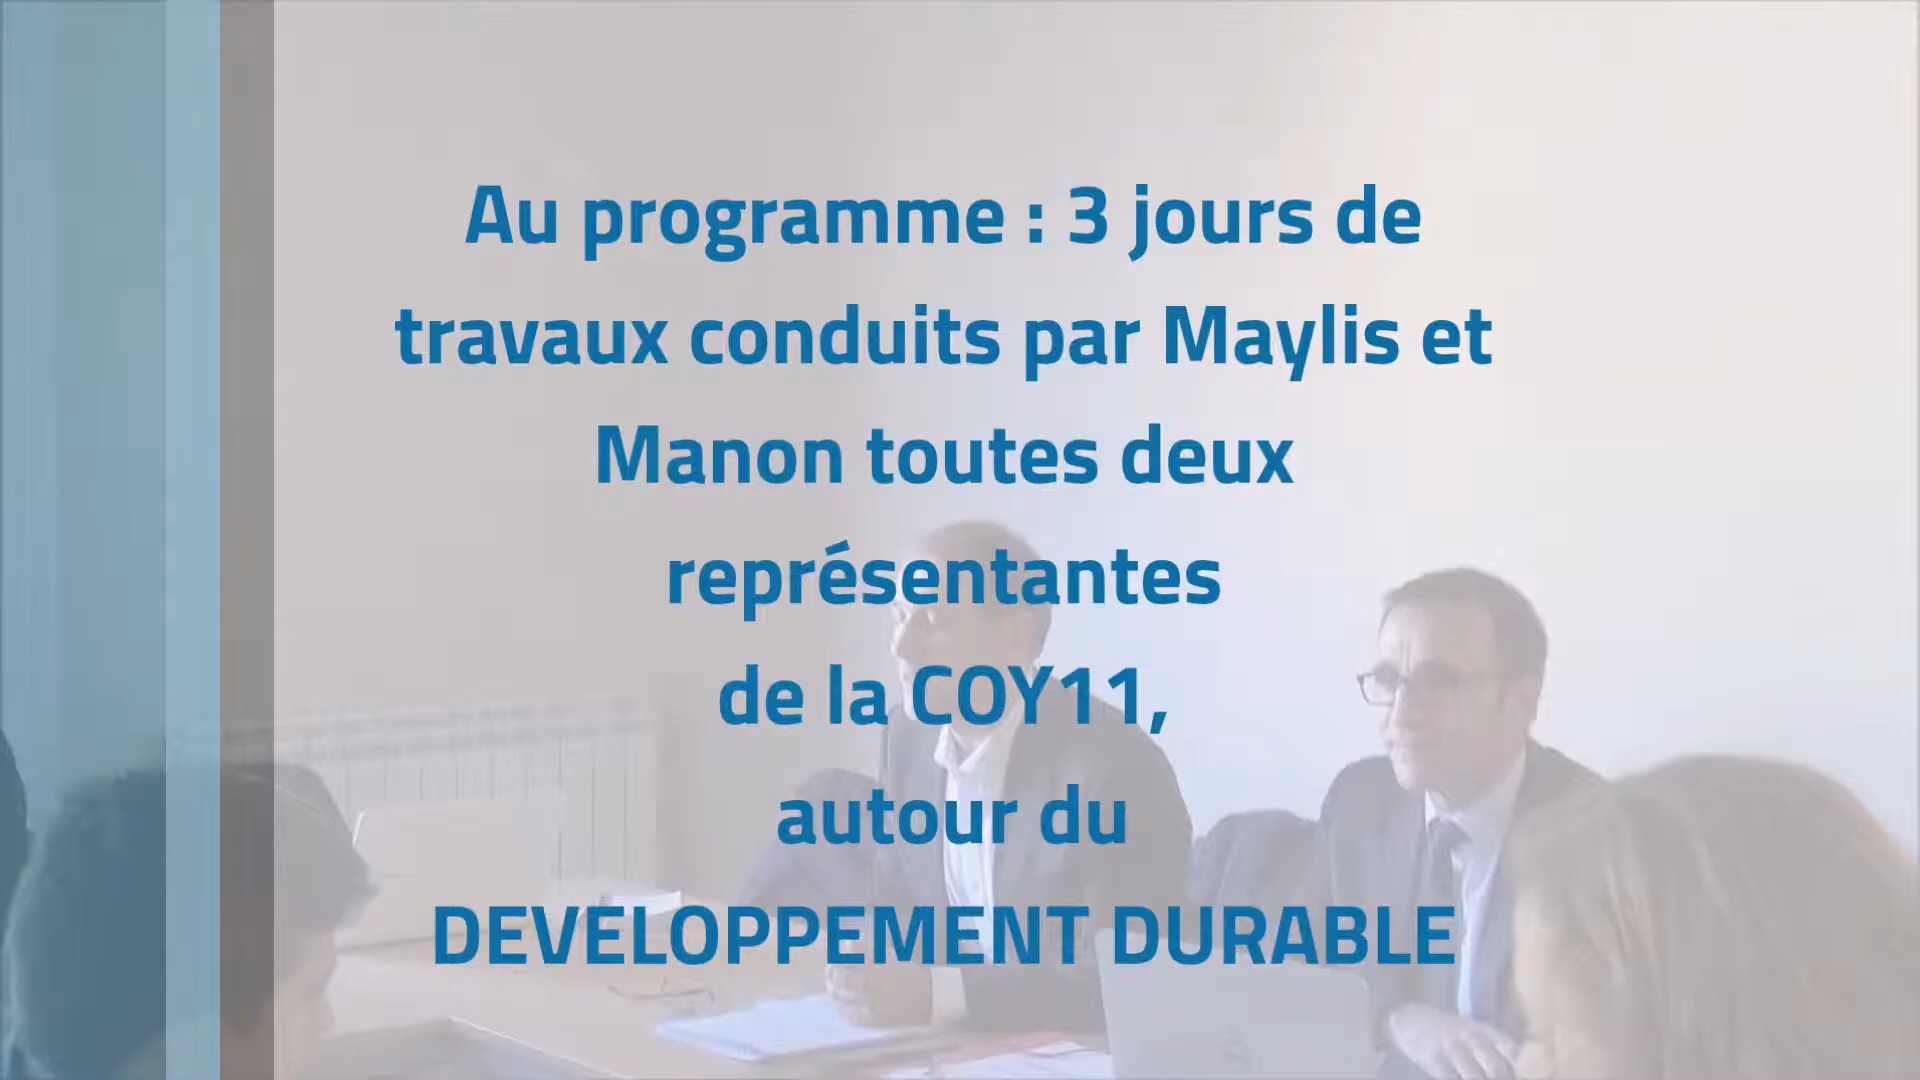 Au programme : 3 jours de
travaux conduits par Maylis et
Manon toutes deux
représentantes
de la COY11,
autour du
DEVELOPPEMENT DURABLE